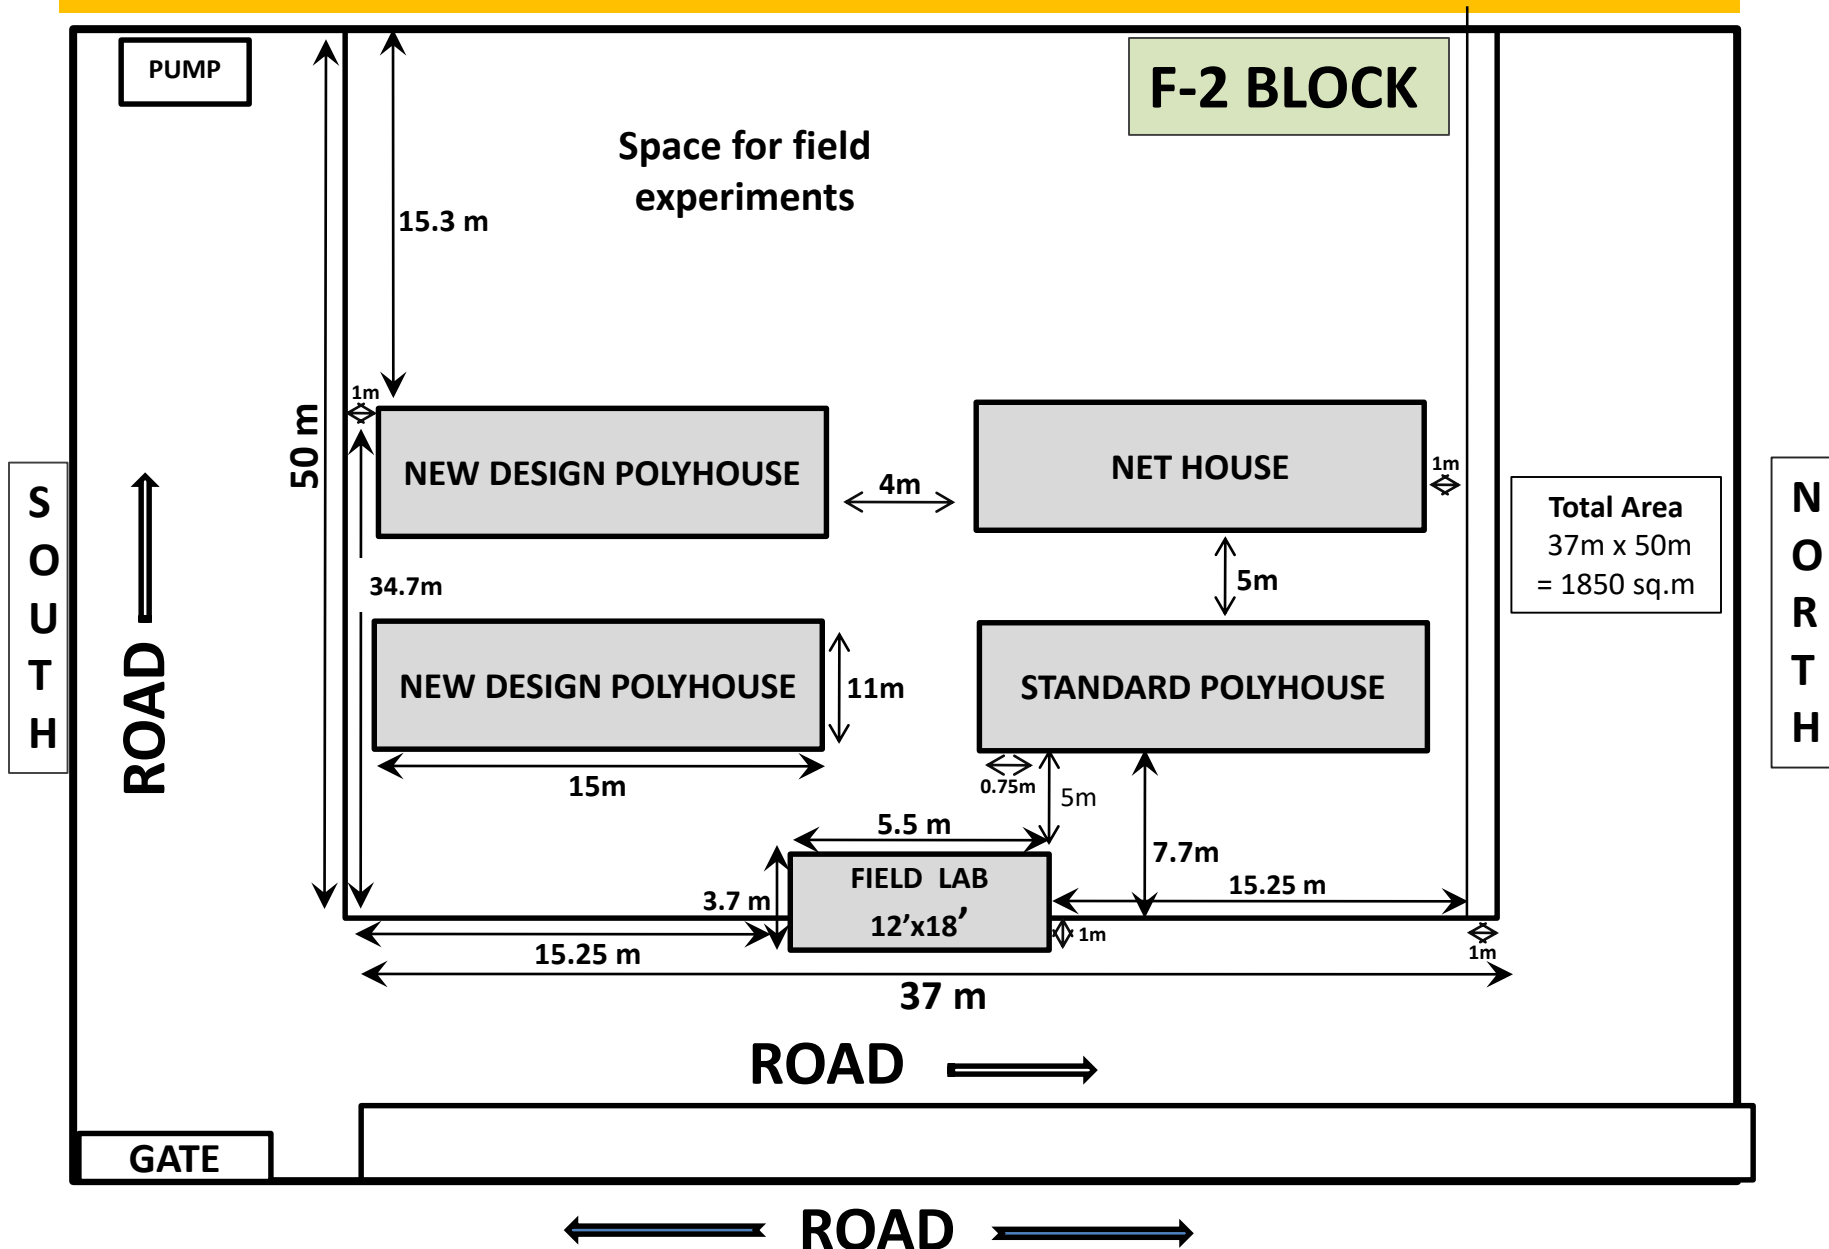 PUMP
F-2 BLOCK
Space for field
experiments
15.3 m
1m
50 m
NEW DESIGN POLYHOUSE
4m
NET HOUSE
1m
Total Area
37m x 50m
= 1850 sq.m
S
O
U
T
H
N
O
R
T
H
ROAD
34.7m
5m
NEW DESIGN POLYHOUSE
11m
STANDARD POLYHOUSE
15m
0.75m
5m
5.5 m
7.7m
3.7 m
FIELD LAB
12’x18’
15.25 m
15.25 m
1m
1m
37 m
ROAD
GATE
ROAD